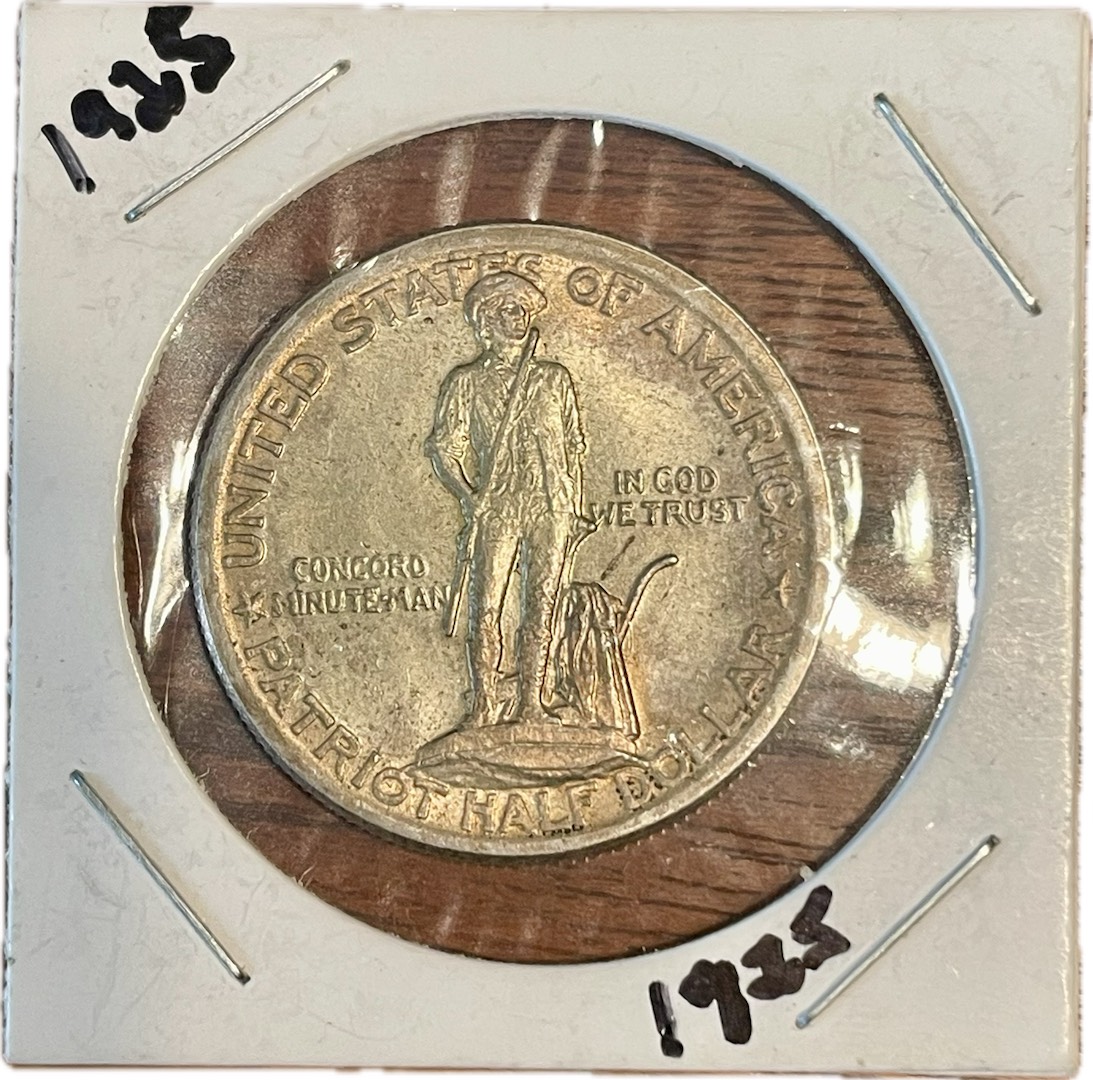 1925
UNITED STATES OF AMERICA
IN GOD
WE TRUST
CONCORD
MINUTE-MAN
PATRIOT HALF DOLLAR
1925